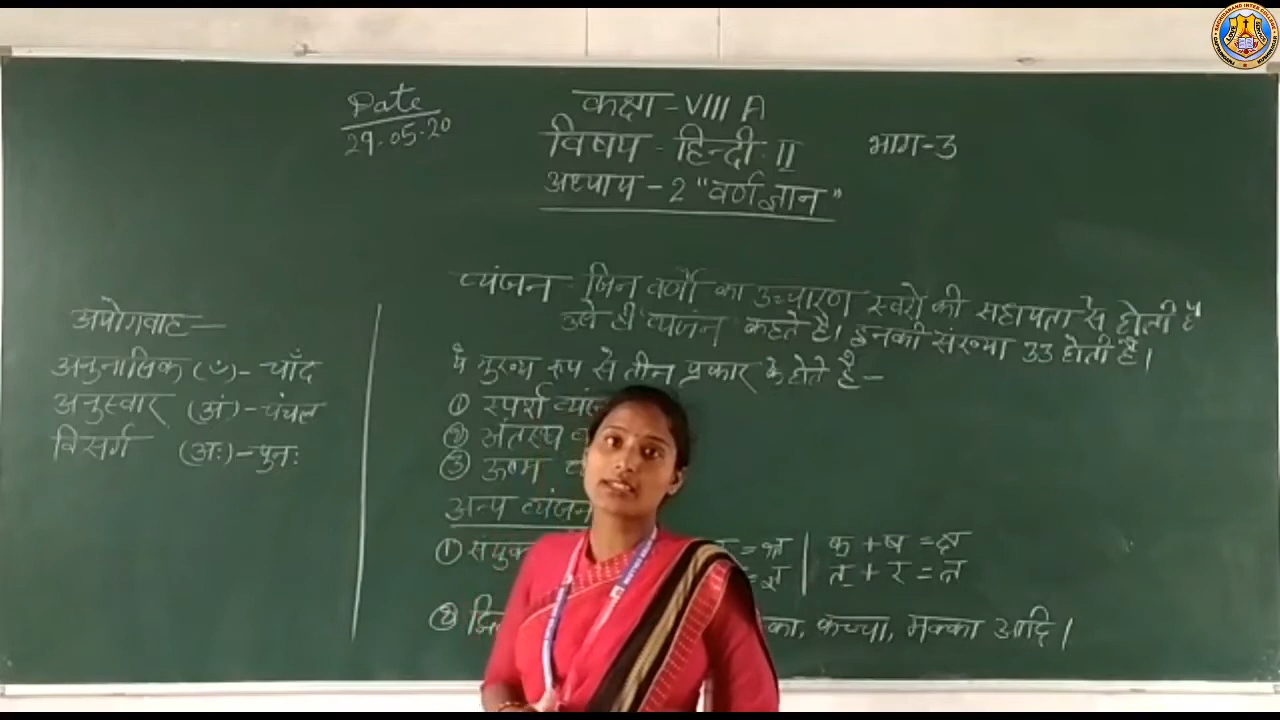 Date
29-05-20
कक्षा - VIII A
विषय - हिन्दी II
भाग-3
अध्याय - 2 "वर्ण ज्ञान"
अयोगवाह —
अनुनासिक (ँ) - चाँद
अनुस्वार (अं) - चंचल
विसर्ग (अः) - पुनः
व्यंजन - जिन वर्णों का उच्चारण स्वरों की सहायता से होती है
उसे ही "व्यंजन" कहते है। इनकी संख्या 33 होती है।
ये मुख्य रूप से तीन प्रकार के होते है —
① स्पर्श
② अंतस्थ
③ ऊष्म
अन्य व्यंजन
①
= श्र | क + ष = क्ष
= ज्ञ | त् + र = त्र
②
का, कच्चा, मक्का आदि।